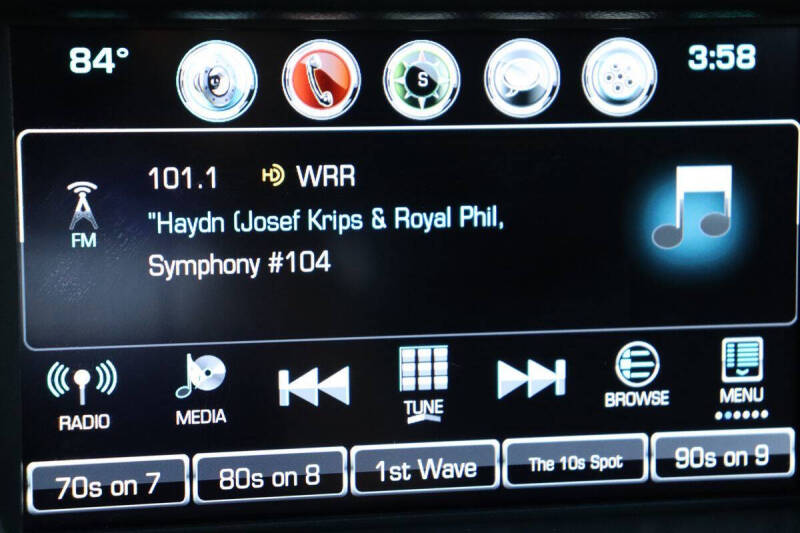 84° 3:58
S
101.1 HD WRR
"Haydn (Josef Krips & Royal Phil,
FM
Symphony #104
RADIO MEDIA TUNE BROWSE MENU
70s on 7 80s on 8 1st Wave The 10s Spot 90s on 9